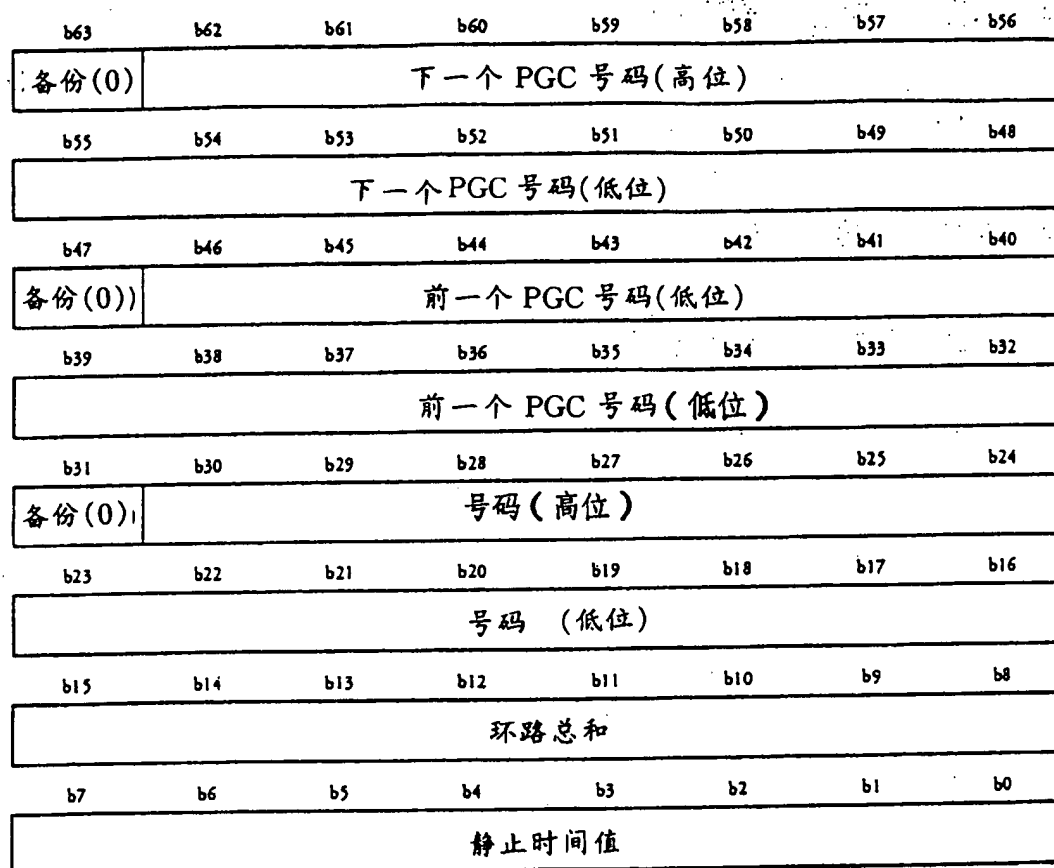 b63 b62 b61 b60 b59 b58 b57 b56
备份(0) 下一个 PGC 号码(高位)
b55 b54 b53 b52 b51 b50 b49 b48
下一个PGC 号码(低位)
b47 b46 b45 b44 b43 b42 b41 b40
备份(0)) 前一个 PGC 号码(低位)
b39 b38 b37 b36 b35 b34 b33 b32
前一个 PGC 号码(低位)
b31 b30 b29 b28 b27 b26 b25 b24
备份(0) 号码(高位)
b23 b22 b21 b20 b19 b18 b17 b16
号码 (低位)
b15 b14 b13 b12 b11 b10 b9 b8
环路总和
b7 b6 b5 b4 b3 b2 b1 b0
静止时间值